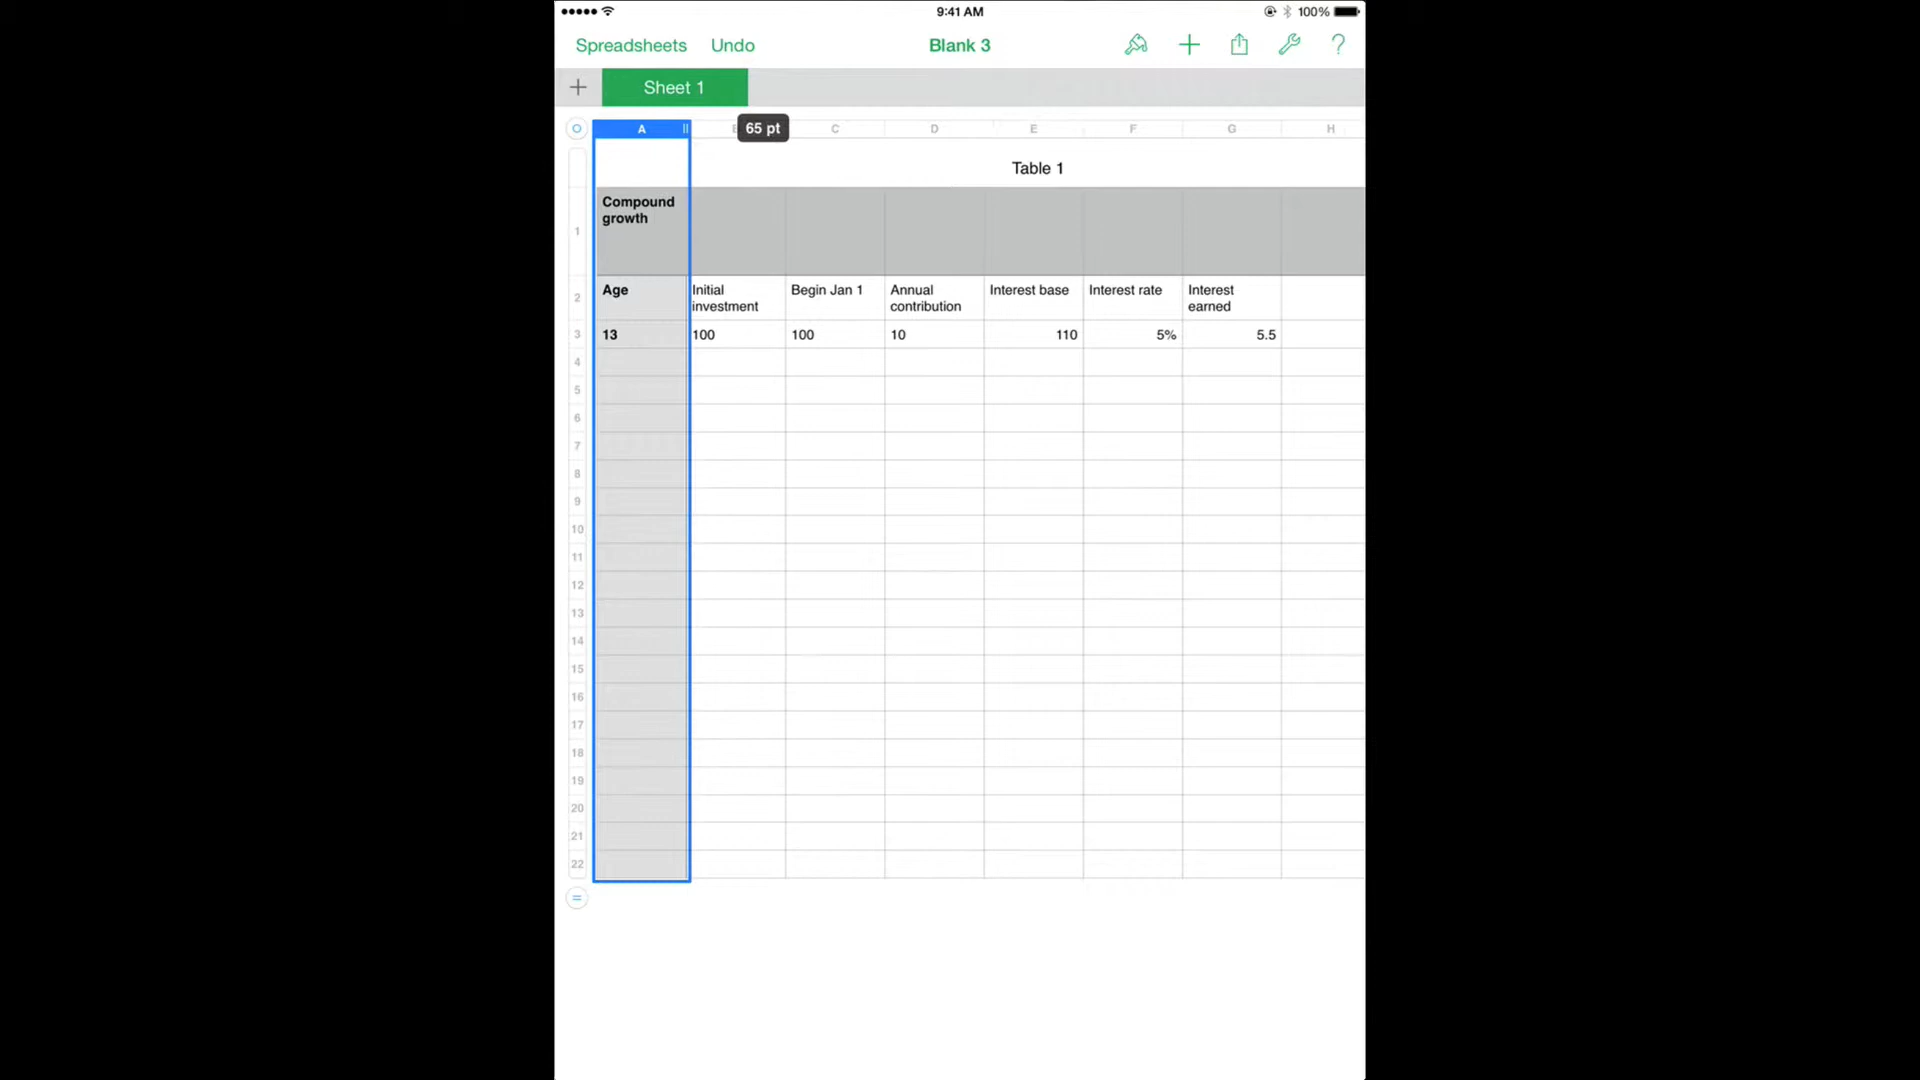 9:41 AM
100%
Spreadsheets Undo Blank 3 ?
Sheet 1
A 65 pt C D E F G H
Table 1
1 Compound
growth
2 Age Initial
investment Begin Jan 1 Annual
contribution Interest base Interest rate Interest
earned
3 13 100 100 10 110 5% 5.5
4
5
6
7
8
9
10
11
12
13
14
15
16
17
18
19
20
21
22